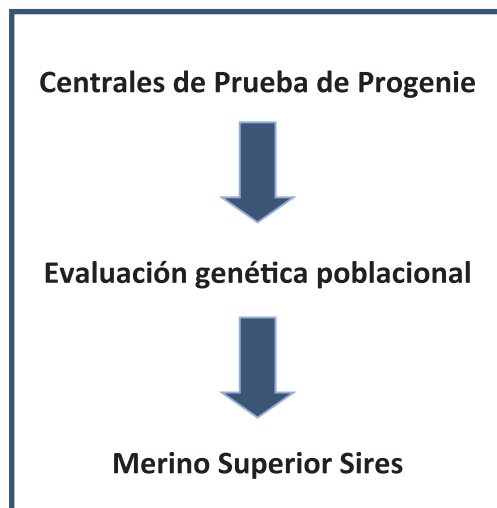 Centrales de Prueba de Progenie
Evaluación genética poblacional
Merino Superior Sires